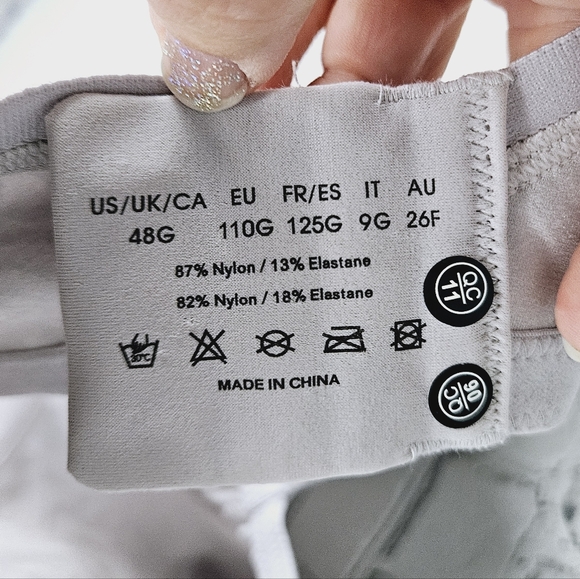 US/UK/CA EU FR/ES IT AU
48G 110G 125G 9G 26F
87% Nylon / 13% Elastane
82% Nylon / 18% Elastane
30°C
MADE IN CHINA
QC
11
QC
06